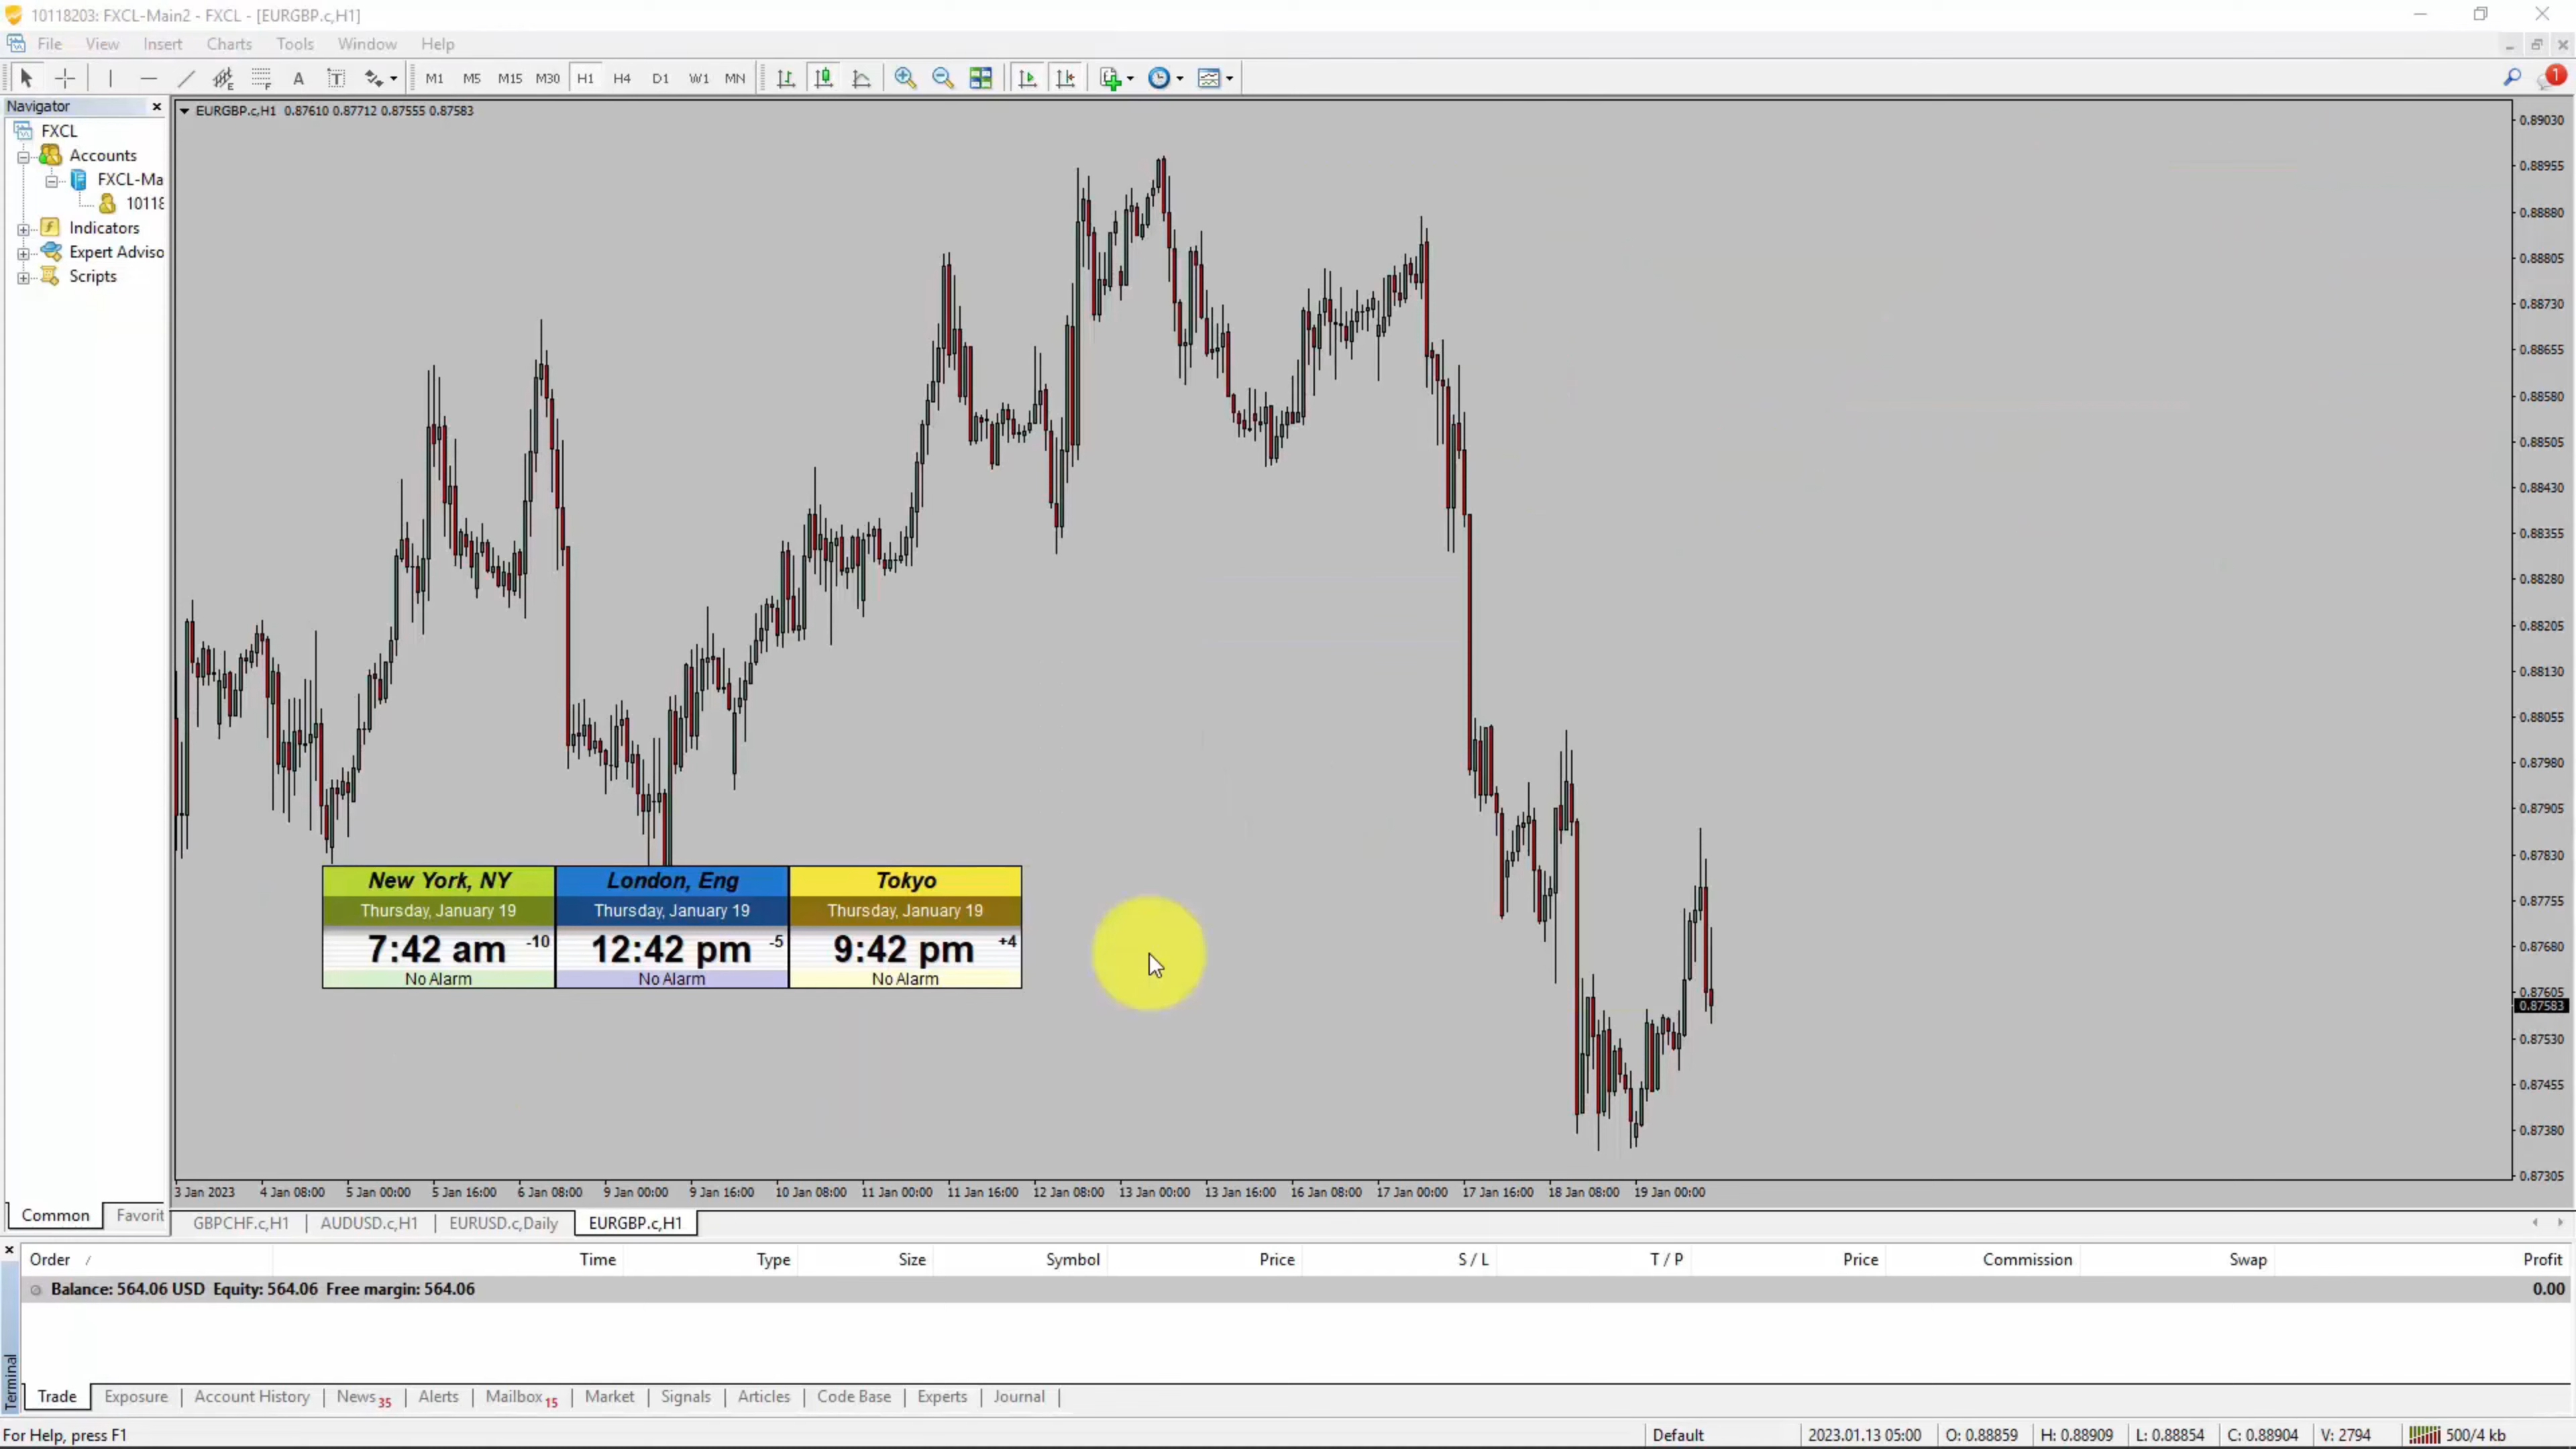 10118203: FXCL-Main2 - FXCL - [EURGBP.c,H1]
File View Insert Charts Tools Window Help
A T M1 M5 M15 M30 H1 H4 D1 W1 MN 1
Navigator
FXCL
Accounts
FXCL-Ma
10118
Indicators
Expert Adviso
Scripts
Common Favorit
EURGBP.c,H1 0.87610 0.87712 0.87555 0.87583
0.89030
0.88955
0.88880
0.88805
0.88730
0.88655
0.88580
0.88505
0.88430
0.88355
0.88280
0.88205
0.88130
0.88055
0.87980
0.87905
0.87830
0.87755
0.87680
0.87605
0.87583
0.87530
0.87455
0.87380
0.87305
New York, NY
Thursday, January 19
7:42 am -10
No Alarm
London, Eng
Thursday, January 19
12:42 pm -5
No Alarm
Tokyo
Thursday, January 19
9:42 pm +4
No Alarm
3 Jan 2023 4 Jan 08:00 5 Jan 00:00 5 Jan 16:00 6 Jan 08:00 9 Jan 00:00 9 Jan 16:00 10 Jan 08:00 11 Jan 00:00 11 Jan 16:00 12 Jan 08:00 13 Jan 00:00 13 Jan 16:00 16 Jan 08:00 17 Jan 00:00 17 Jan 16:00 18 Jan 08:00 19 Jan 00:00
GBPCHF.c,H1 AUDUSD.c,H1 EURUSD.c,Daily EURGBP.c,H1
Order / Time Type Size Symbol Price S / L T / P Price Commission Swap Profit
Balance: 564.06 USD Equity: 564.06 Free margin: 564.06 0.00
Terminal
Trade Exposure Account History News 35 Alerts Mailbox 15 Market Signals Articles Code Base Experts Journal
For Help, press F1 Default 2023.01.13 05:00 O: 0.88859 H: 0.88909 L: 0.88854 C: 0.88904 V: 2794 500/4 kb